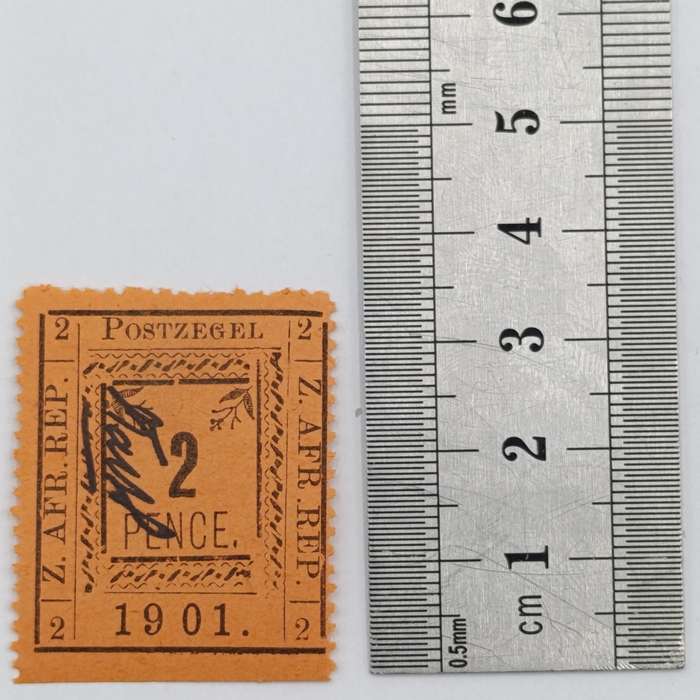 2 POSTZEGEL 2
Z. AFR. REP.
Z. AFR. REP.
2
PENCE.
2 1901. 2
6
mm
5
4
3
2
1
cm
0.5mm